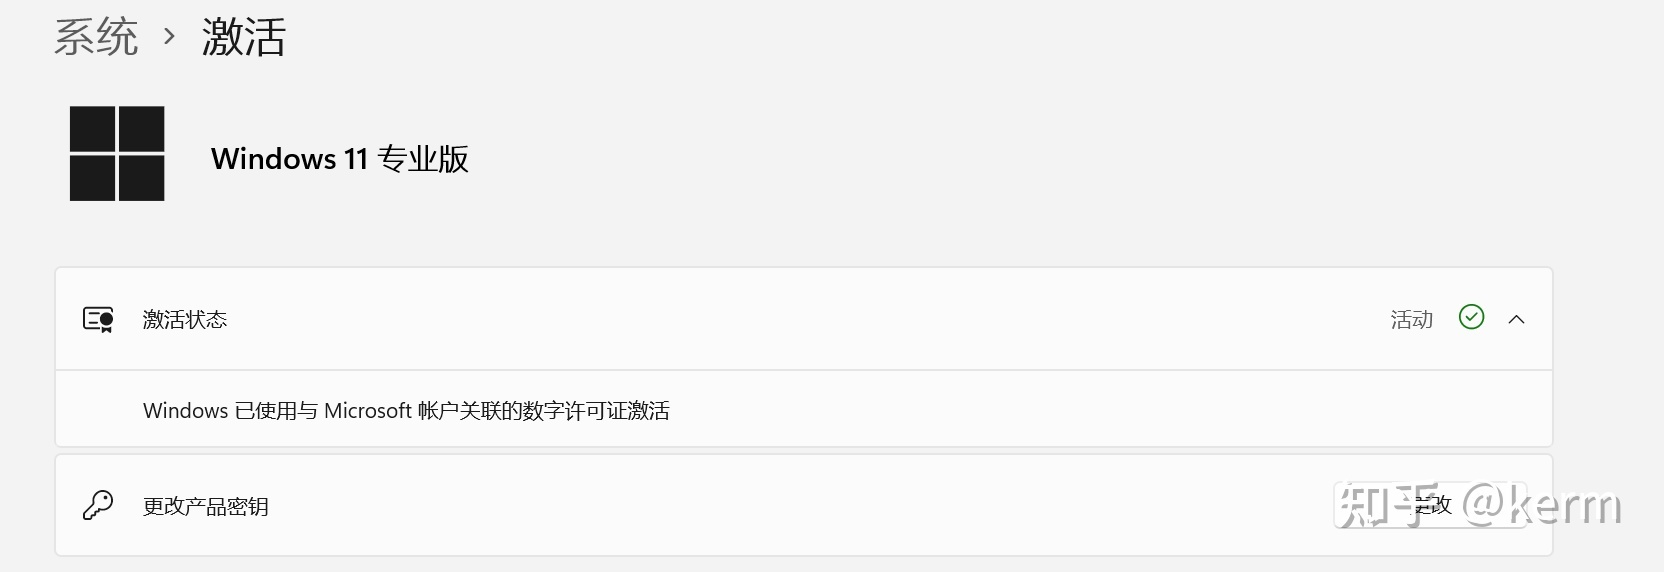 系统 > 激活
Windows 11 专业版
激活状态
活动
Windows 已使用与 Microsoft 帐户关联的数字许可证激活
更改产品密钥
更改
知乎 @kerm